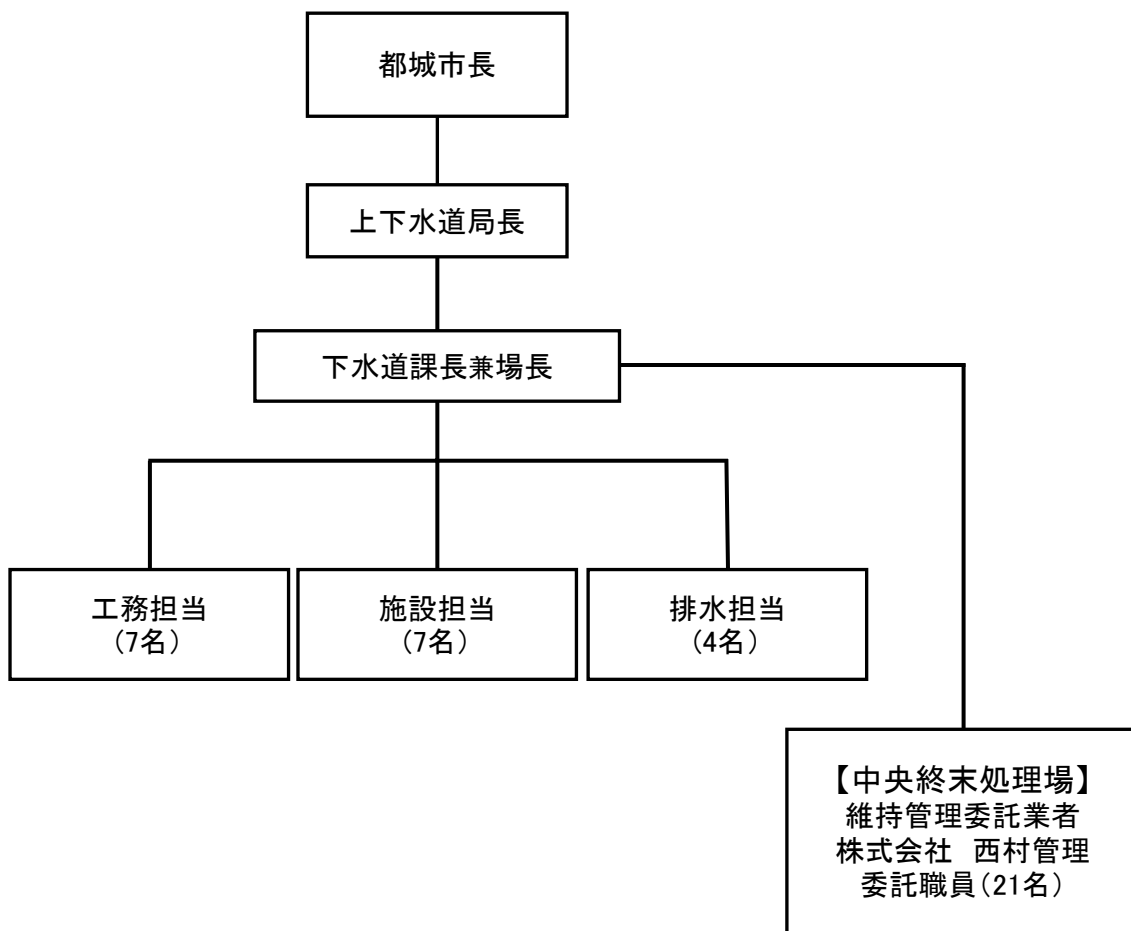 都城市長
上下水道局長
下水道課長兼場長
工務担当
(7名)
施設担当
(7名)
排水担当
(4名)
【中央終末処理場】
維持管理委託業者
株式会社　西村管理
委託職員(21名)